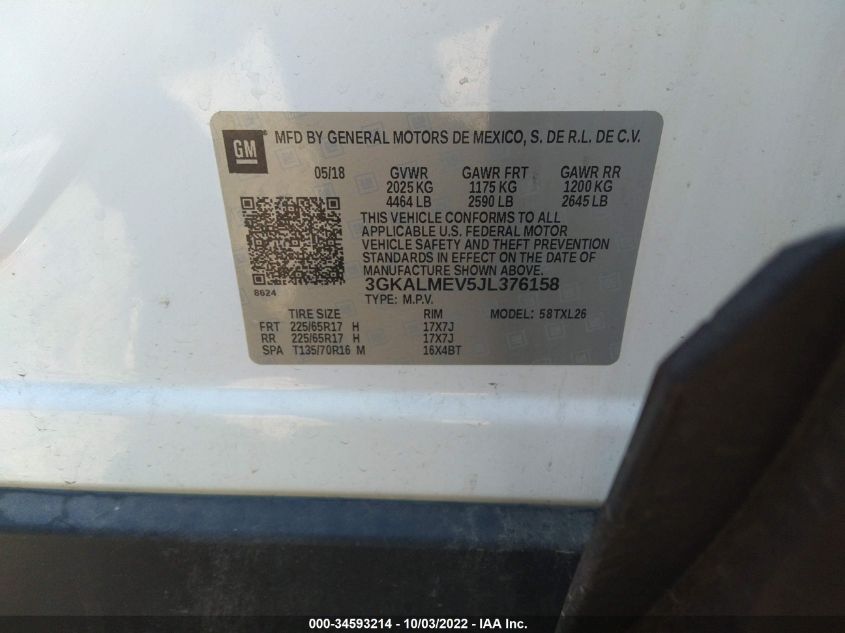 GM ® MFD BY GENERAL MOTORS DE MEXICO, S. DE R.L. DE C.V.
05/18 GVWR GAWR FRT GAWR RR
2025 KG 1175 KG 1200 KG
4464 LB 2590 LB 2645 LB
THIS VEHICLE CONFORMS TO ALL
APPLICABLE U.S. FEDERAL MOTOR
VEHICLE SAFETY AND THEFT PREVENTION
STANDARDS IN EFFECT ON THE DATE OF
MANUFACTURE SHOWN ABOVE.
8624 3GKALMEV5JL376158
TYPE: M.P.V.
TIRE SIZE RIM MODEL: 58TXL26
FRT 225/65R17 H 17X7J
RR 225/65R17 H 17X7J
SPA T135/70R16 M 16X4BT
000-34593214 - 10/03/2022 - IAA Inc.